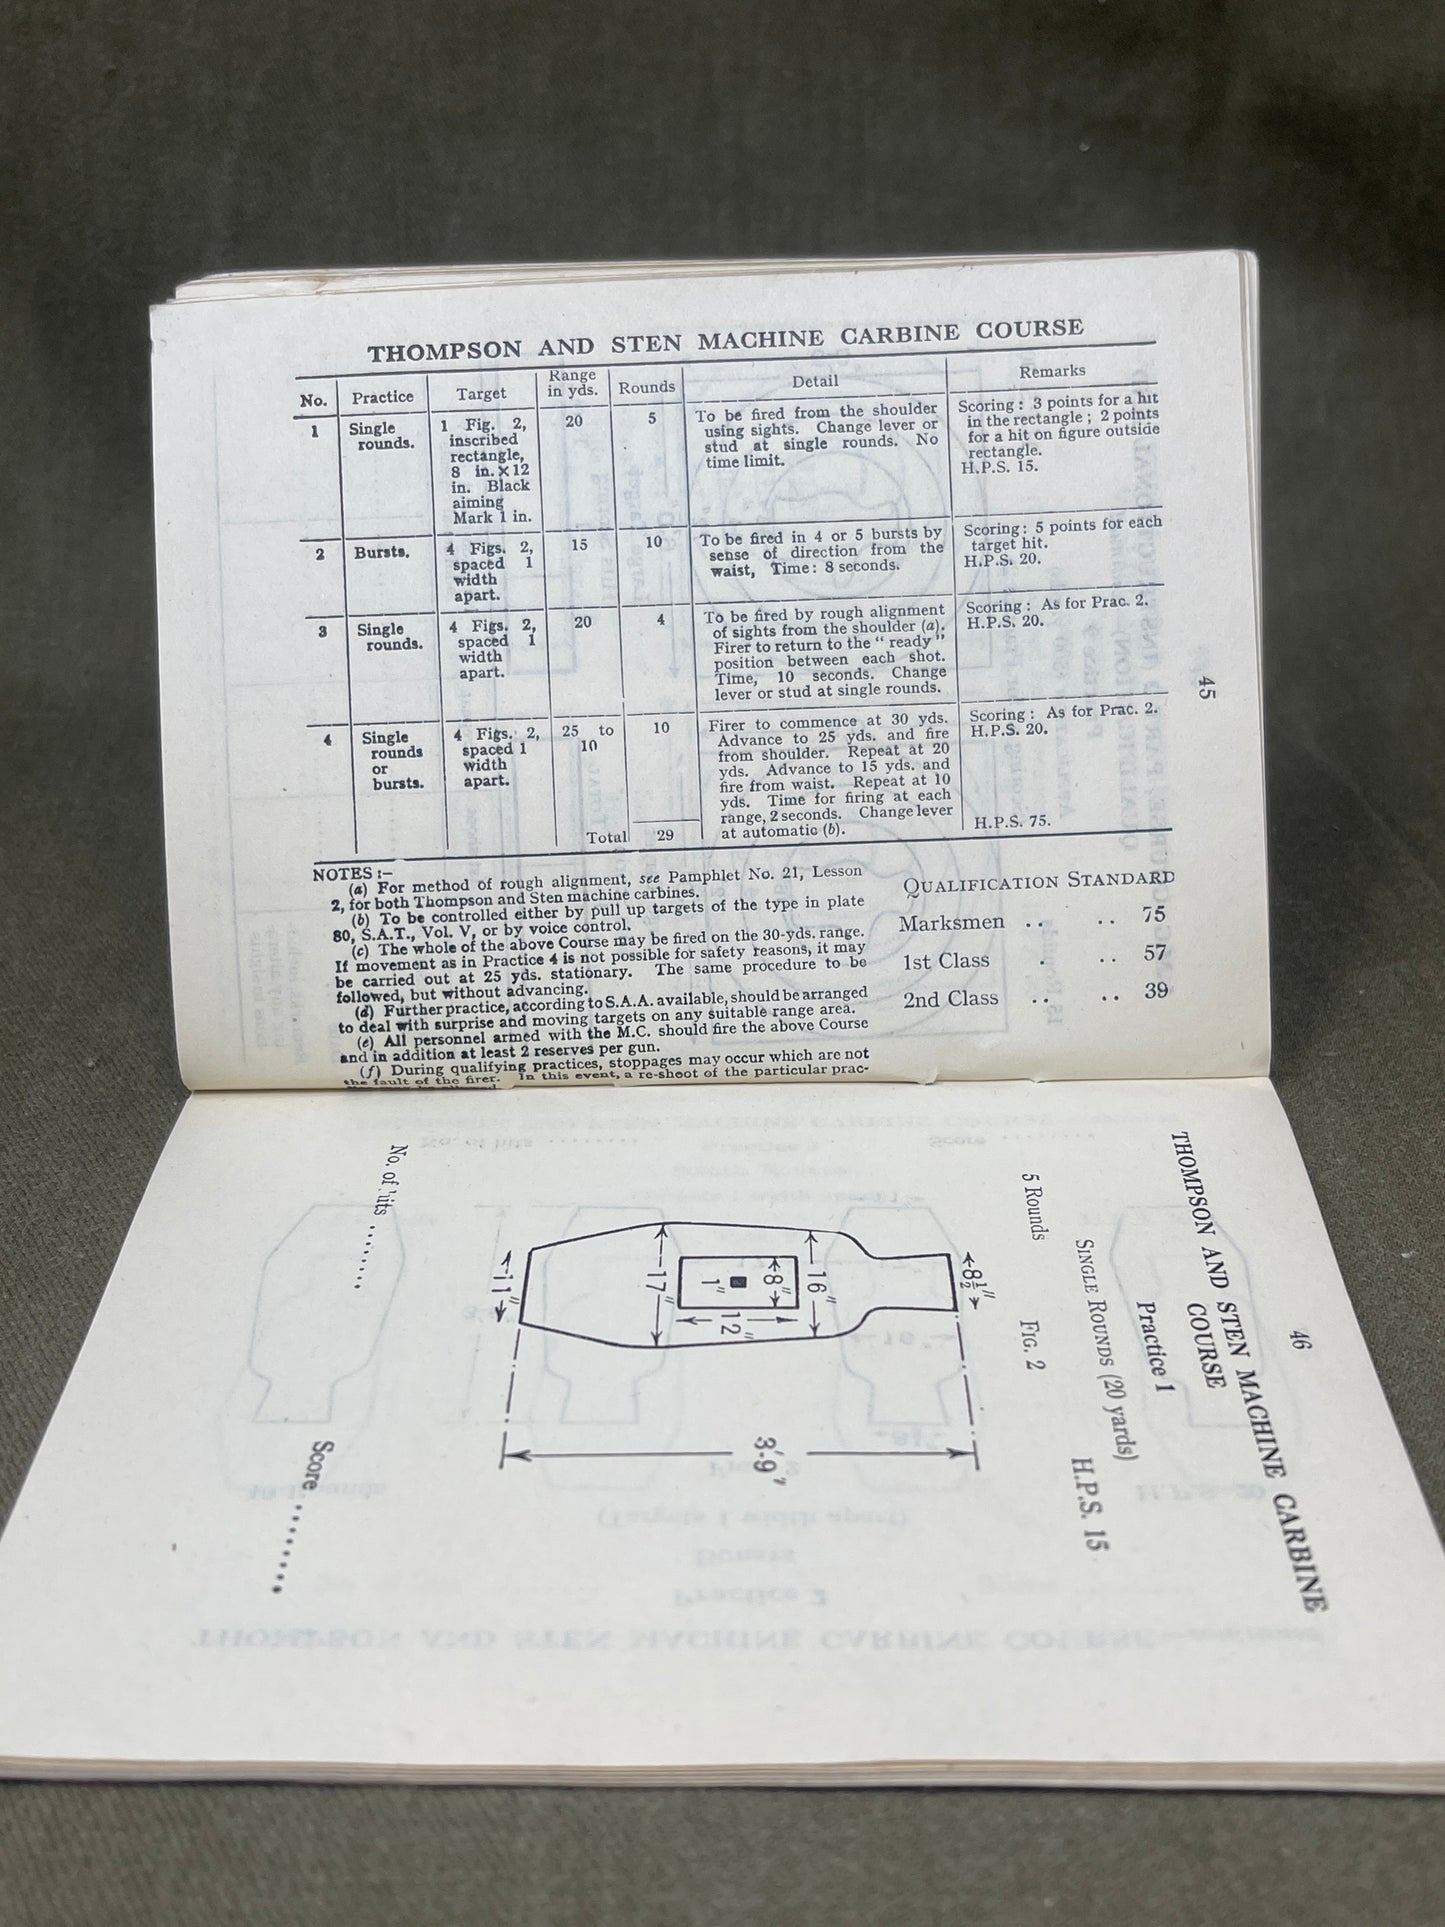 THOMPSON AND STEN MACHINE CARBINE COURSE
No.
Practice
Target
Range
in yds.
Rounds
Detail
Remarks
1
Single
rounds.
1 Fig. 2,
inscribed
rectangle,
8 in. × 12
in. Black
aiming
Mark 1 in.
20
5
To be fired from the shoulder
using sights. Change lever or
stud at single rounds. No
time limit.
Scoring: 3 points for a hit
in the rectangle; 2 points
for a hit on figure outside
rectangle.
H.P.S. 15.
2
Bursts.
4 Figs. 2,
spaced 1
width
apart.
15
10
To be fired in 4 or 5 bursts by
sense of direction from the
waist, Time: 8 seconds.
Scoring: 5 points for each
target hit.
H.P.S. 20.
3
Single
rounds.
4 Figs. 2,
spaced 1
width
apart.
20
4
To be fired by rough alignment
of sights from the shoulder (a).
Firer to return to the "ready"
position between each shot.
Time, 10 seconds. Change
lever or stud at single rounds.
Scoring: As for Prac. 2.
H.P.S. 20.
4
Single
rounds
or
bursts.
4 Figs. 2,
spaced 1
width
apart.
25 to
10
10
Firer to commence at 30 yds.
Advance to 25 yds. and fire
from shoulder. Repeat at 20
yds. Advance to 15 yds. and
fire from waist. Repeat at 10
yds. Time for firing at each
range, 2 seconds. Change lever
at automatic (b).
Scoring: As for Prac. 2.
H.P.S. 20.
Total
29
H.P.S. 75.
45
NOTES :—
(a) For method of rough alignment, see Pamphlet No. 21, Lesson
2, for both Thompson and Sten machine carbines.
(b) To be controlled either by pull up targets of the type in plate
80, S.A.T., Vol. V, or by voice control.
(c) The whole of the above Course may be fired on the 30-yds. range.
If movement as in Practice 4 is not possible for safety reasons, it may
be carried out at 25 yds. stationary. The same procedure to be
followed, but without advancing.
(d) Further practice, according to S.A.A. available, should be arranged
to deal with surprise and moving targets on any suitable range area.
(e) All personnel armed with the M.C. should fire the above Course
and in addition at least 2 reserves per gun.
(f) During qualifying practices, stoppages may occur which are not
the fault of the firer. In this event, a re-shoot of the particular prac-
QUALIFICATION STANDARD
Marksmen .. .. 75
1st Class . .. 57
2nd Class .. .. 39
46
THOMPSON AND STEN MACHINE CARBINE
COURSE
Practice 1
SINGLE ROUNDS (20 yards)
5 Rounds
H.P.S. 15
FIG. 2
8½"
16"
8"
12"
1"
17"
11"
3'·9"
No. of hits ........
Score ........